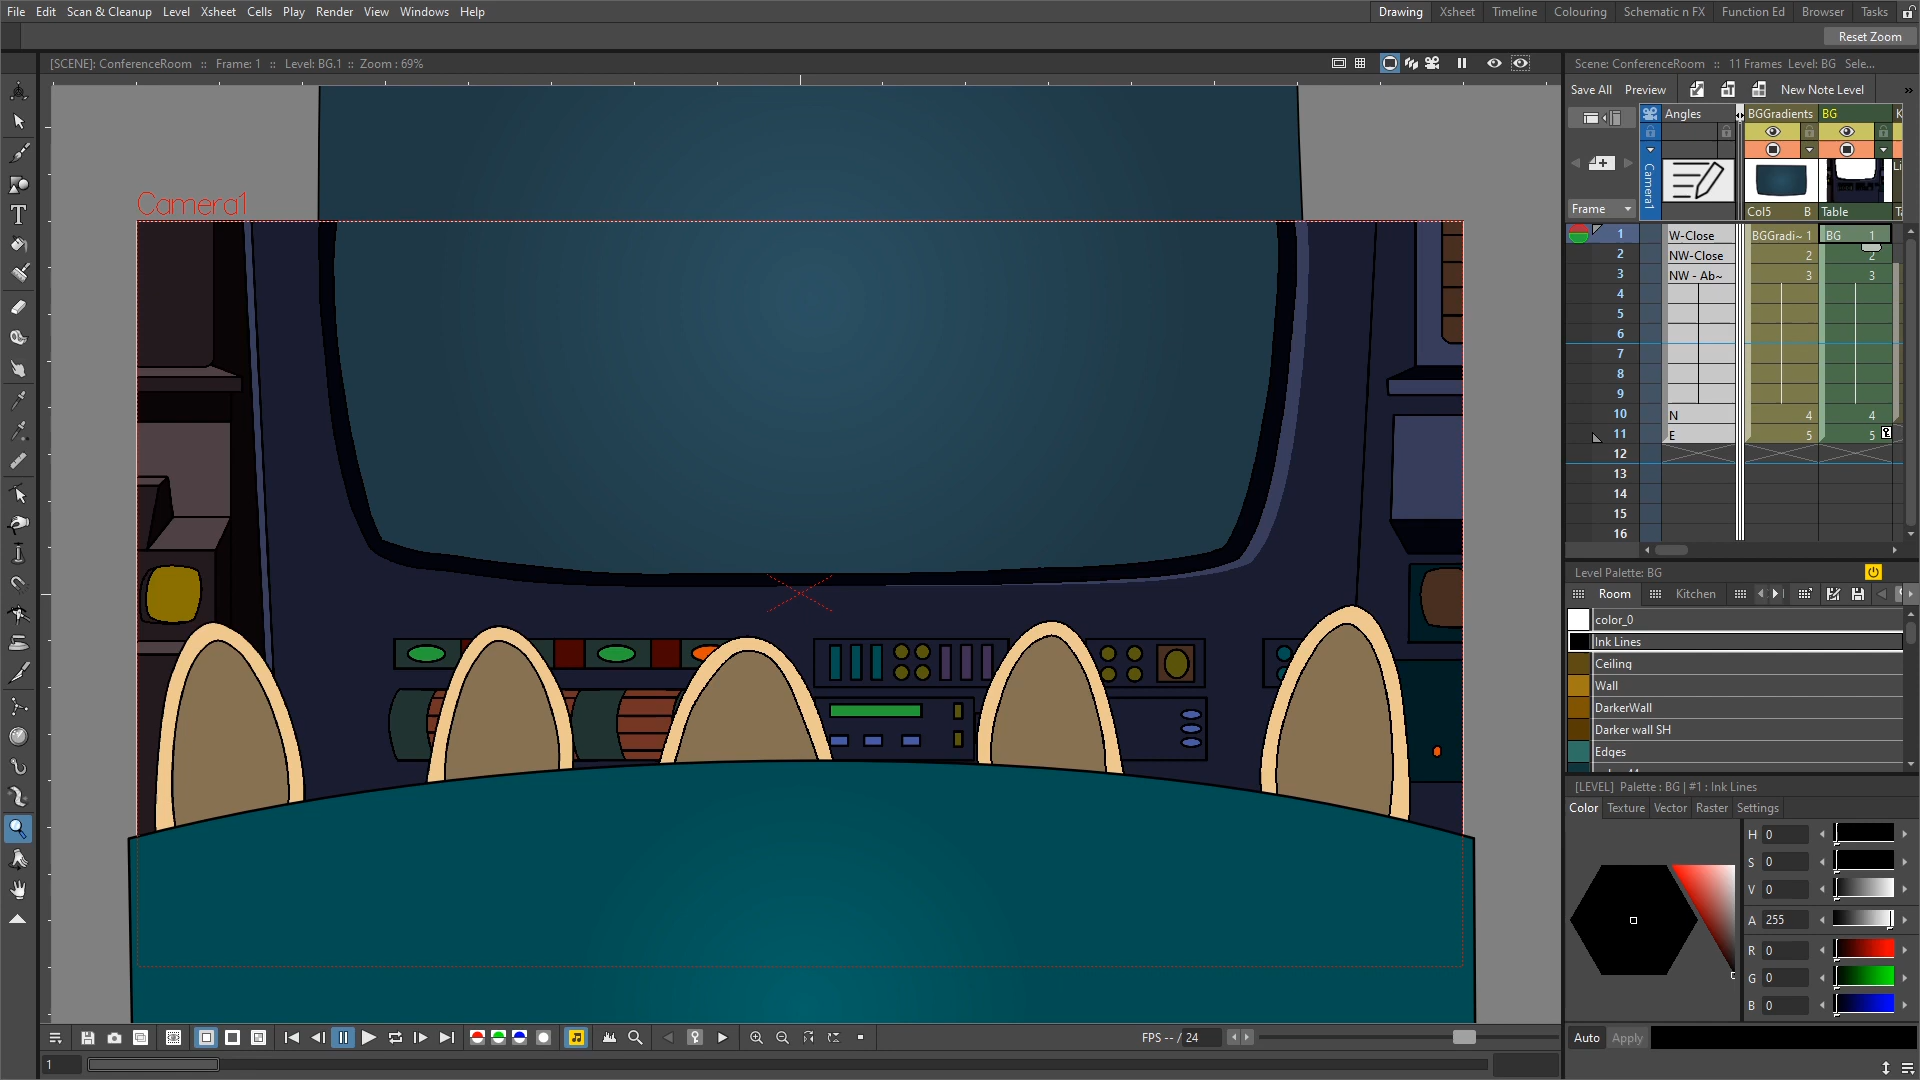 File Edit Scan & Cleanup Level Xsheet Cells Play Render View Windows Help
Drawing Xsheet Timeline Colouring Schematic n FX Function Ed Browser Tasks
Reset Zoom
[SCENE]: ConferenceRoom :: Frame: 1 :: Level: BG.1 :: Zoom : 69%
Scene: ConferenceRoom :: 11 Frames Level: BG Sele...
Save All Preview New Note Level »
Angles BGGradients BG K
Camera1
Frame
Col5 B Table
1 W-Close BGGradi~ 1 BG 1
2 NW-Close 2 2
3 NW - Ab~ 3 3
4
5
6
7
8
9
10 N 4 4
11 E 5 5
12
13
14
15
16
Camera1
Level Palette: BG
Room Kitchen
color_0
Ink Lines
Ceiling
Wall
DarkerWall
Darker wall SH
Edges
[LEVEL] Palette : BG | #1 : Ink Lines
Color Texture Vector Raster Settings
H 0
S 0
V 0
A 255
R 0
G 0
B 0
Auto Apply
FPS -- / 24
1